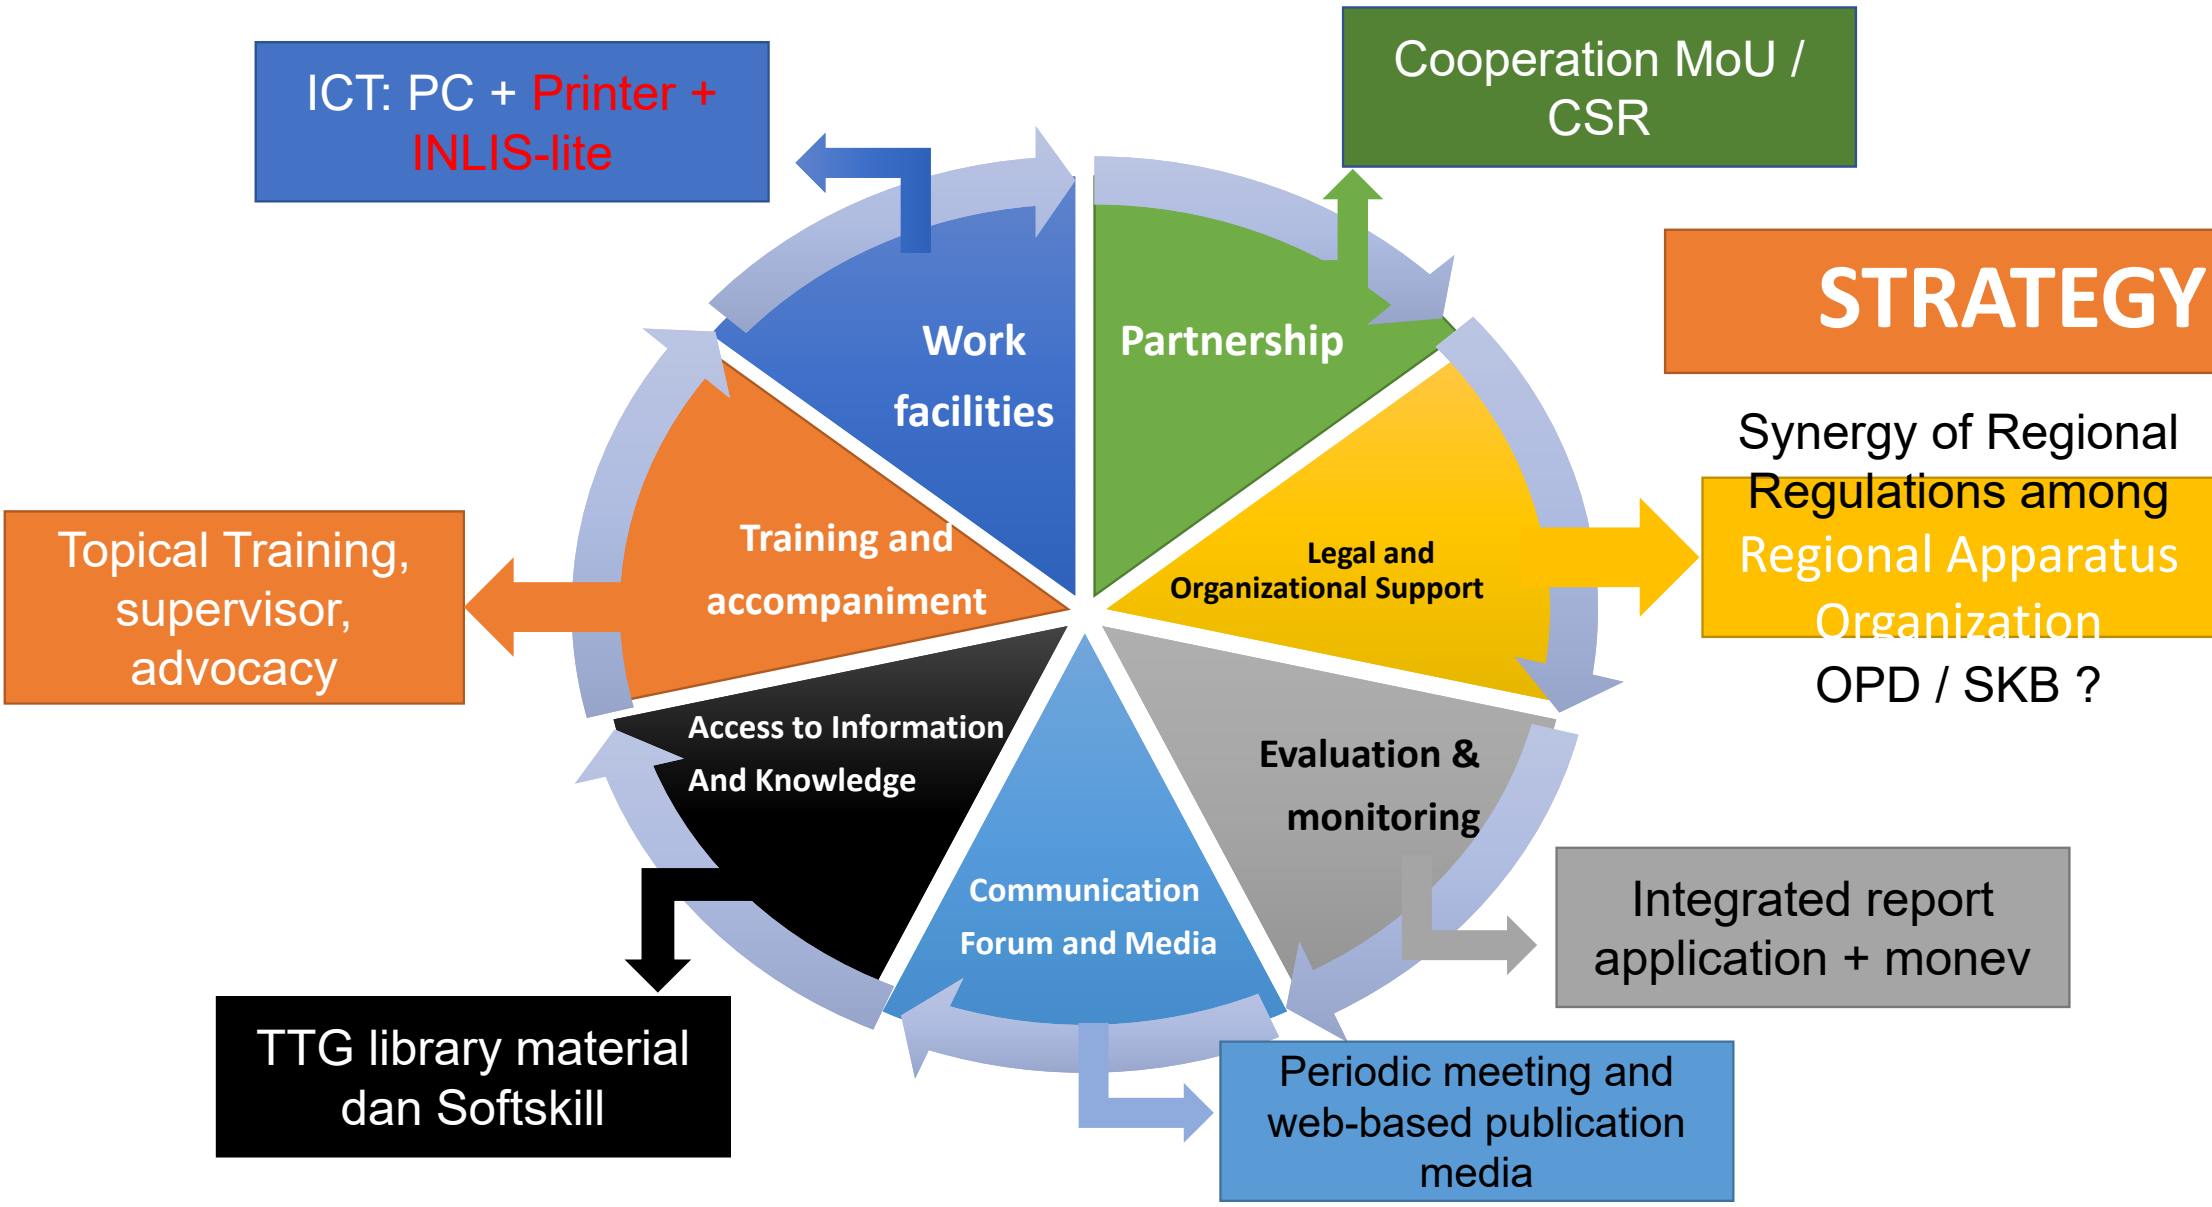 ICT: PC + Printer +
INLIS-lite
Cooperation MoU /
CSR
STRATEGY
Work
facilities
Partnership
Synergy of Regional
Regulations among
Regional Apparatus
Organization
OPD / SKB ?
Training and
accompaniment
Legal and
Organizational Support
Topical Training,
supervisor,
advocacy
Access to Information
And Knowledge
Evaluation &
monitoring
Communication
Forum and Media
Integrated report
application + monev
TTG library material
dan Softskill
Periodic meeting and
web-based publication
media